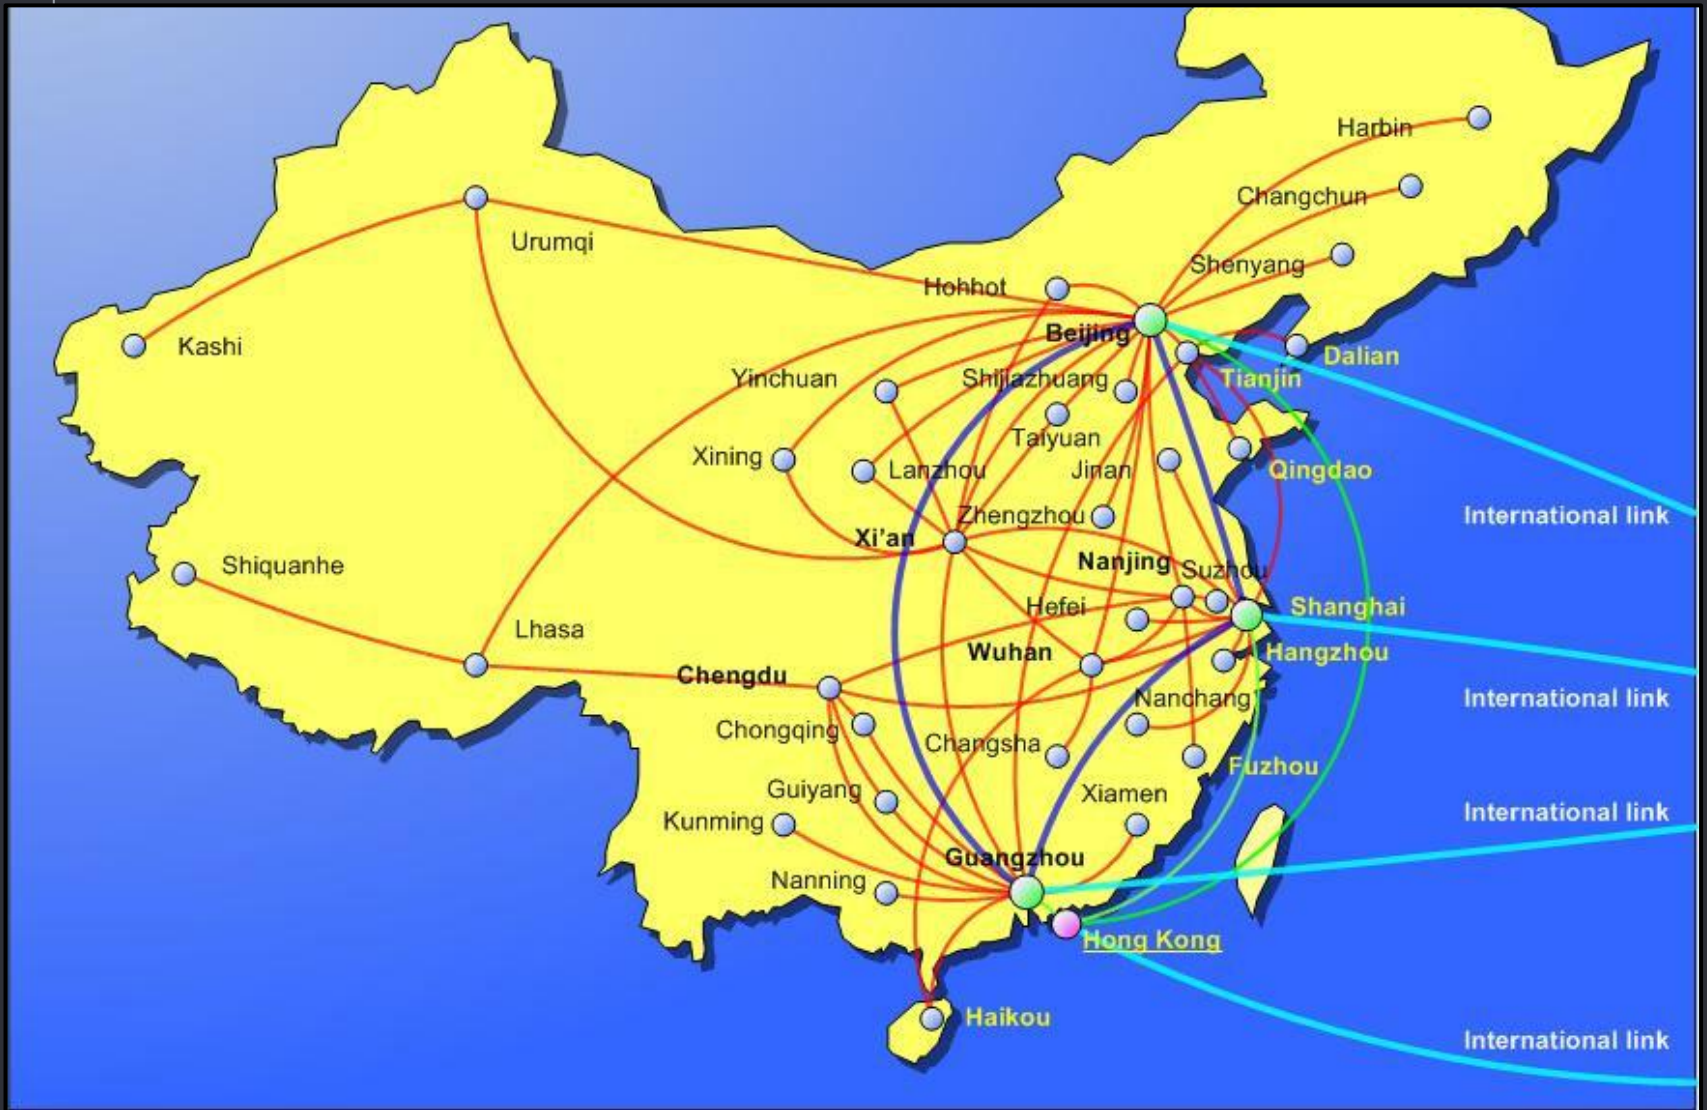 Harbin
Changchun
Urumqi
Shenyang
Hohhot
Beijing
Kashi
Dalian
Yinchuan
Shijiazhuang
Tianjin
Taiyuan
Xining
Lanzhou
Jinan
Qingdao
Zhengzhou
International link
Xi'an
Nanjing
Suzhou
Shiquanhe
Hefei
Shanghai
Lhasa
Wuhan
Hangzhou
Chengdu
Nanchang
International link
Chongqing
Changsha
Fuzhou
Guiyang
Xiamen
International link
Kunming
Guangzhou
Nanning
Hong Kong
Haikou
International link